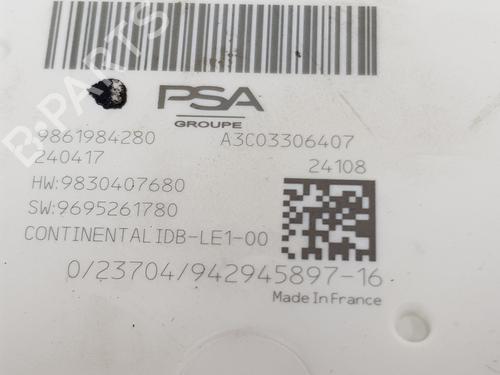 B-PARTS
PSA
GROUPE
9861984280 A3C03306407
240417 24108
HW:9830407680
SW:9695261780
CONTINENTAL IDB-LE1-00
0/23704/942945897-16
Made In France